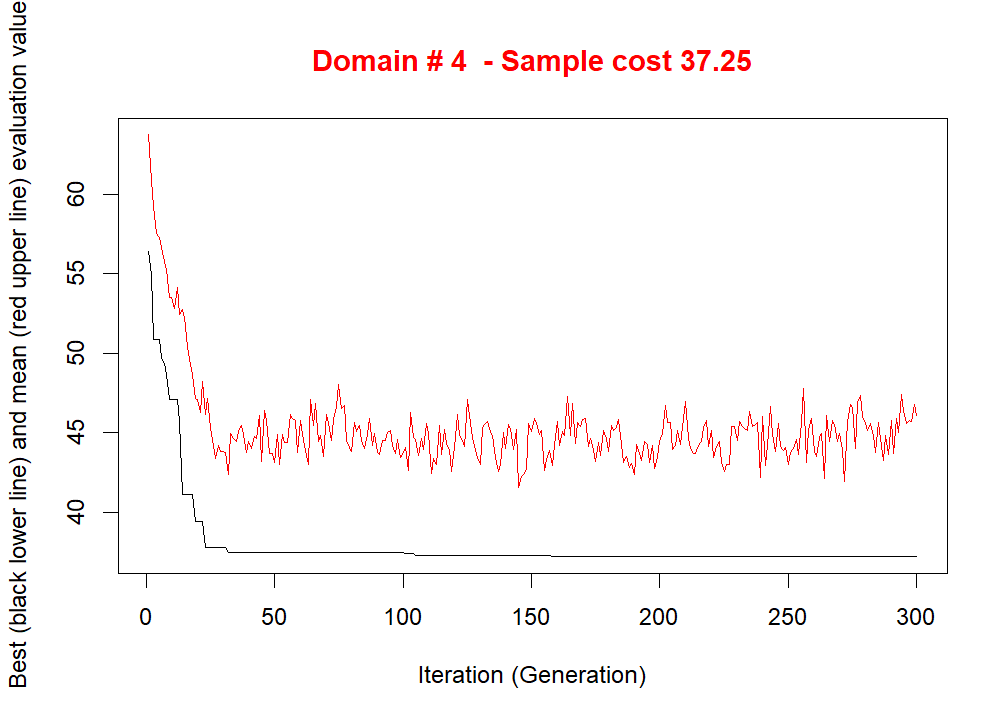 Domain # 4  - Sample cost 37.25
Best (black lower line) and mean (red upper line) evaluation value
60
55
50
45
40
0 50 100 150 200 250 300
Iteration (Generation)